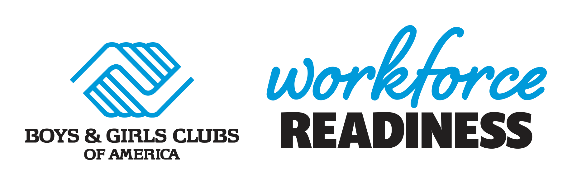 BOYS & GIRLS CLUBS
OF AMERICA
workforce
READINESS